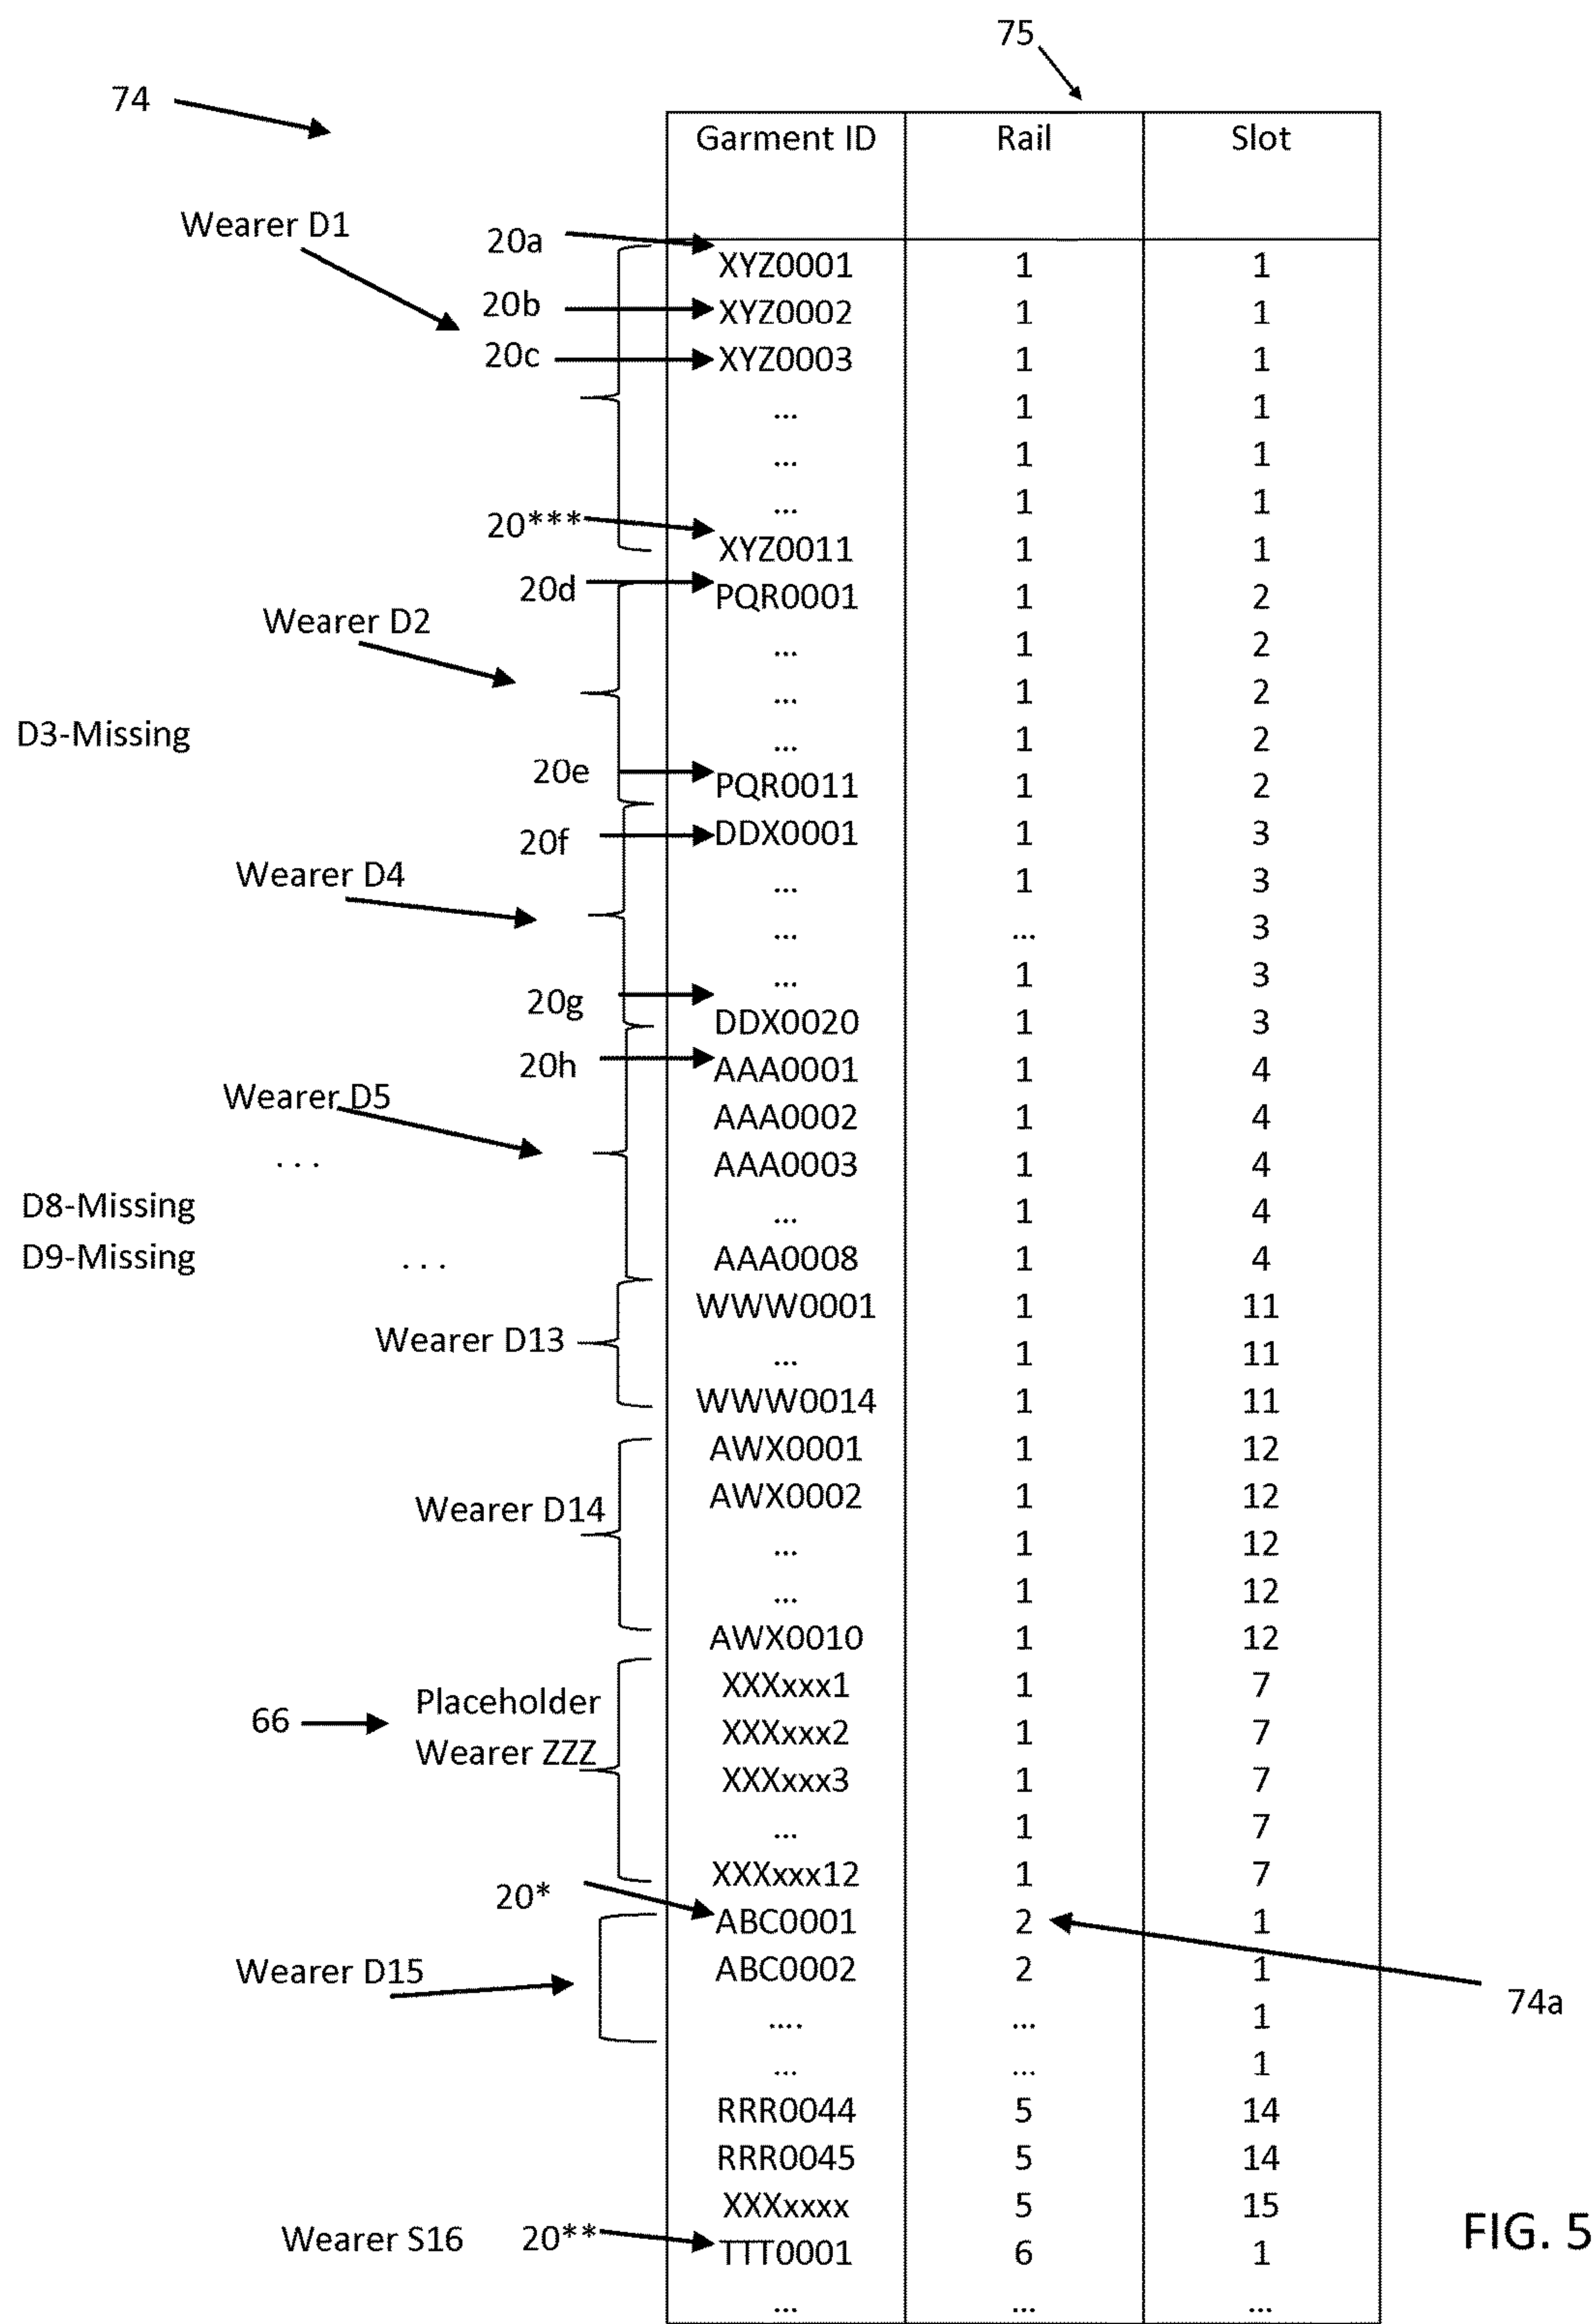 75
74
Garment ID Rail Slot
Wearer D1
20a XYZ0001 1 1
20b XYZ0002 1 1
20c XYZ0003 1 1
... 1 1
... 1 1
... 1 1
20*** XYZ0011 1 1
20d PQR0001 1 2
Wearer D2 ... 1 2
... 1 2
D3-Missing ... 1 2
20e PQR0011 1 2
20f DDX0001 1 3
Wearer D4 ... 1 3
... ... 3
... 1 3
20g DDX0020 1 3
20h AAA0001 1 4
Wearer D5 AAA0002 1 4
... AAA0003 1 4
D8-Missing ... 1 4
D9-Missing ... AAA0008 1 4
WWW0001 1 11
Wearer D13 ... 1 11
WWW0014 1 11
AWX0001 1 12
Wearer D14 AWX0002 1 12
... 1 12
... 1 12
AWX0010 1 12
Placeholder XXXxxx1 1 7
66 Wearer ZZZ XXXxxx2 1 7
XXXxxx3 1 7
... 1 7
XXXxxx12 1 7
20* ABC0001 2 1
Wearer D15 ABC0002 2 1
74a
.... ... 1
... ... 1
RRR0044 5 14
RRR0045 5 14
XXXxxxx 5 15
Wearer S16 20** TTT0001 6 1
... ... ...
FIG. 5